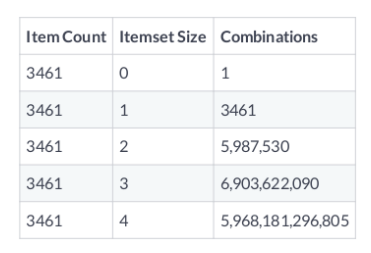 Item Count Itemset Size Combinations
3461 0 1
3461 1 3461
3461 2 5,987,530
3461 3 6,903,622,090
3461 4 5,968,181,296,805